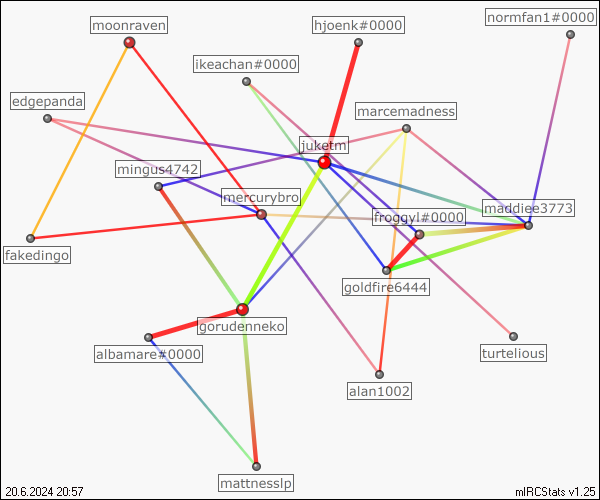 normfan1#0000
moonraven
hjoenk#0000
ikeachan#0000
edgepanda
marcemadness
juketm
mingus4742
mercurybro
maddiee3773
froggyl#0000
fakedingo
goldfire6444
gorudenneko
albamare#0000
turtelious
alan1002
mattnesslp
20.6.2024 20:57
mIRCStats v1.25